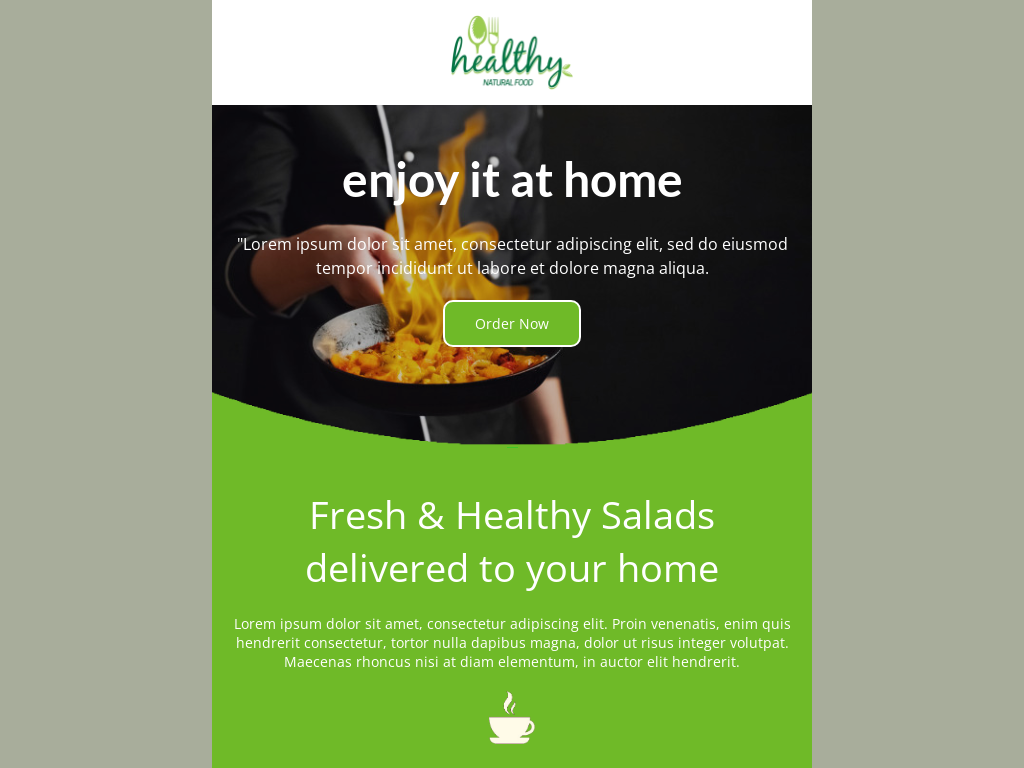 healthy
NATURAL FOOD
enjoy it at home
"Lorem ipsum dolor sit amet, consectetur adipiscing elit, sed do eiusmod
tempor incididunt ut labore et dolore magna aliqua.
Order Now
Fresh & Healthy Salads
delivered to your home
Lorem ipsum dolor sit amet, consectetur adipiscing elit. Proin venenatis, enim quis
hendrerit consectetur, tortor nulla dapibus magna, dolor ut risus integer volutpat.
Maecenas rhoncus nisi at diam elementum, in auctor elit hendrerit.